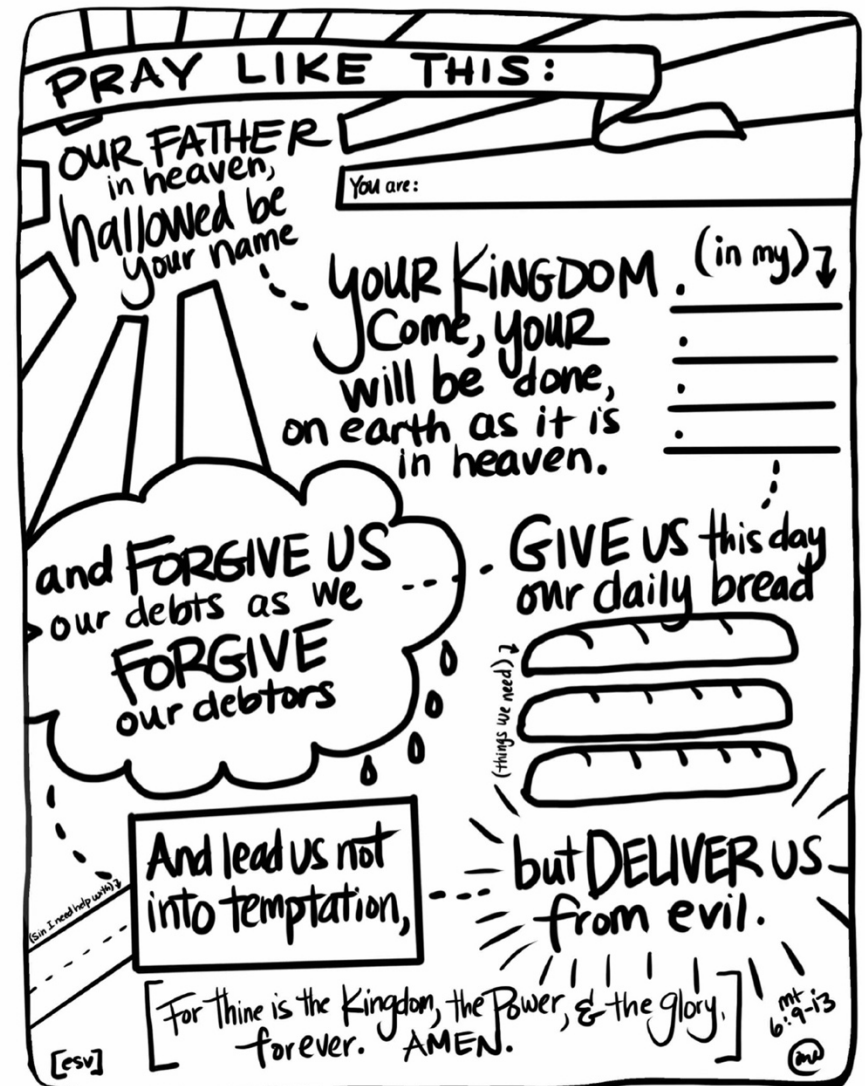 PRAY LIKE THIS:
OUR FATHER
in heaven,
hallowed be
your name
You are:
YOUR KiNGDOM
Come, YOUR
will be done,
on earth as it is
in heaven.
(in my)
GIVE US this day
our daily bread
(things we need)
and FORGIVE US
our debts as we
FORGIVE
our debtors
(Sin I need help with)
And lead us not
into temptation,
but DELIVER US
from evil.
[For Thine is the Kingdom, the Power, & the glory,
forever. AMEN.]
mt
6:9-13
[esv]